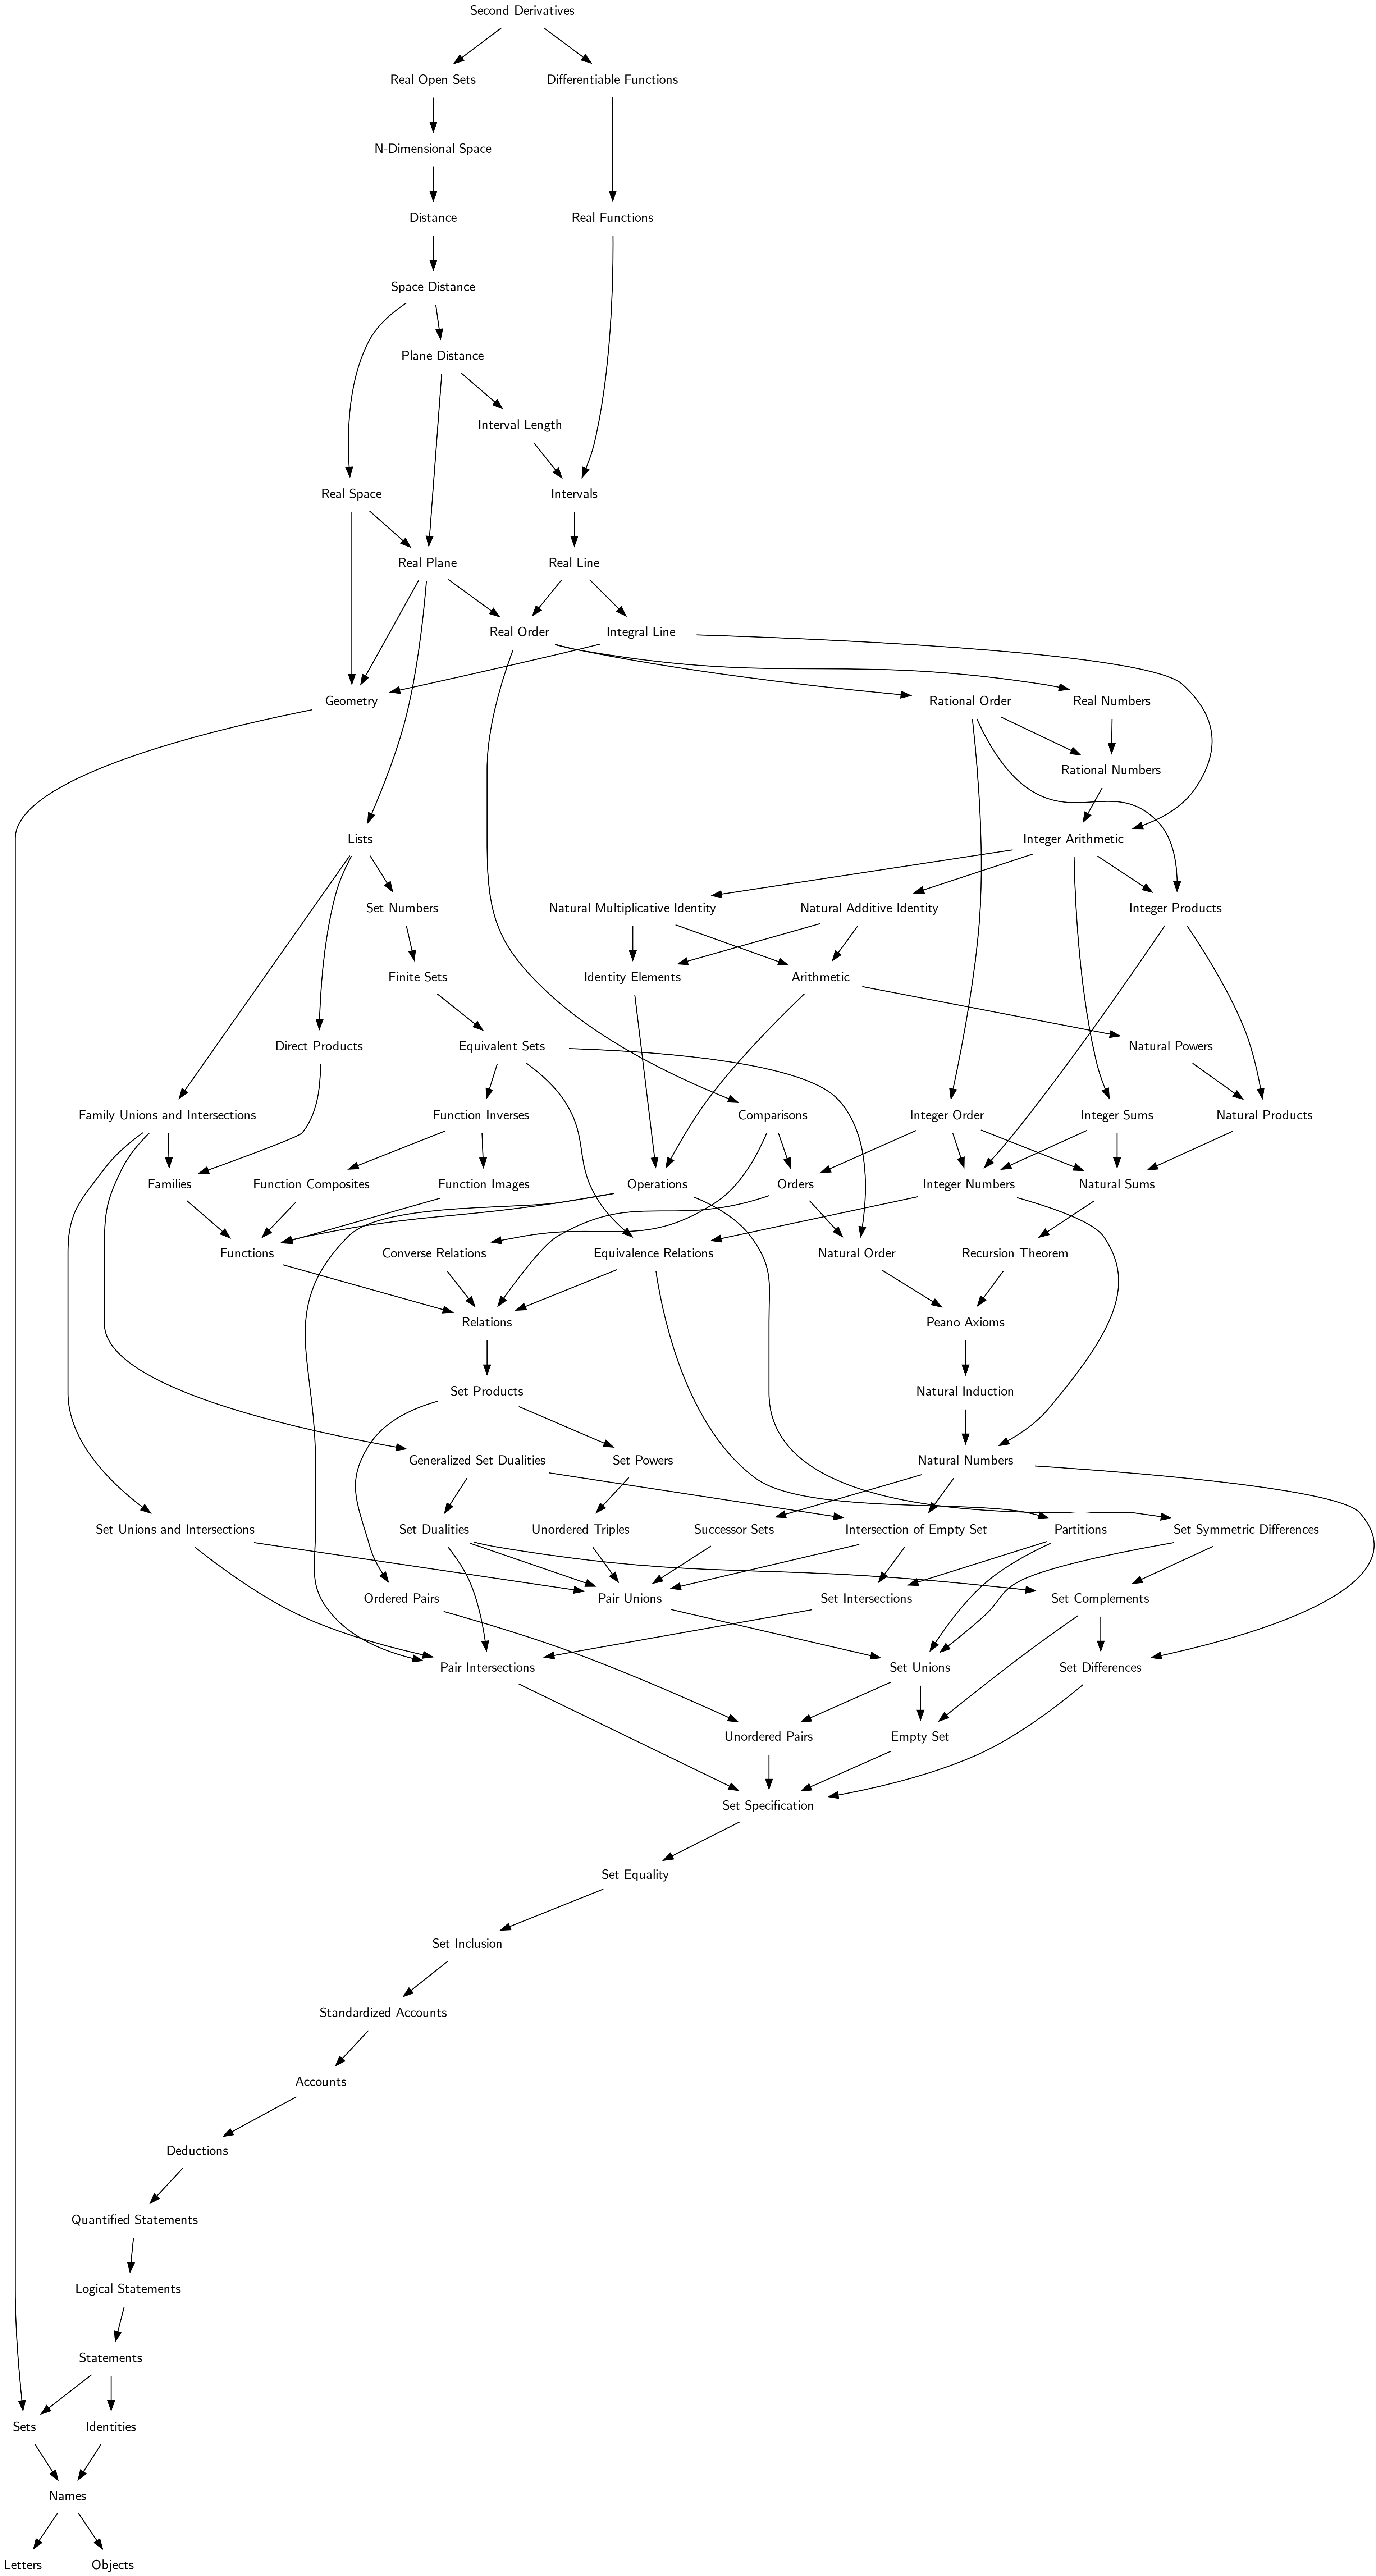 Second Derivatives
Real Open Sets
Differentiable Functions
N-Dimensional Space
Distance
Real Functions
Space Distance
Plane Distance
Interval Length
Real Space
Intervals
Real Plane
Real Line
Real Order
Integral Line
Geometry
Rational Order
Real Numbers
Rational Numbers
Lists
Integer Arithmetic
Set Numbers
Natural Multiplicative Identity
Natural Additive Identity
Integer Products
Finite Sets
Identity Elements
Arithmetic
Direct Products
Equivalent Sets
Natural Powers
Family Unions and Intersections
Function Inverses
Comparisons
Integer Order
Integer Sums
Natural Products
Families
Function Composites
Function Images
Operations
Orders
Integer Numbers
Natural Sums
Functions
Converse Relations
Equivalence Relations
Natural Order
Recursion Theorem
Relations
Peano Axioms
Set Products
Natural Induction
Generalized Set Dualities
Set Powers
Natural Numbers
Set Unions and Intersections
Set Dualities
Unordered Triples
Successor Sets
Intersection of Empty Set
Partitions
Set Symmetric Differences
Ordered Pairs
Pair Unions
Set Intersections
Set Complements
Pair Intersections
Set Unions
Set Differences
Unordered Pairs
Empty Set
Set Specification
Set Equality
Set Inclusion
Standardized Accounts
Accounts
Deductions
Quantified Statements
Logical Statements
Statements
Sets
Identities
Names
Letters
Objects